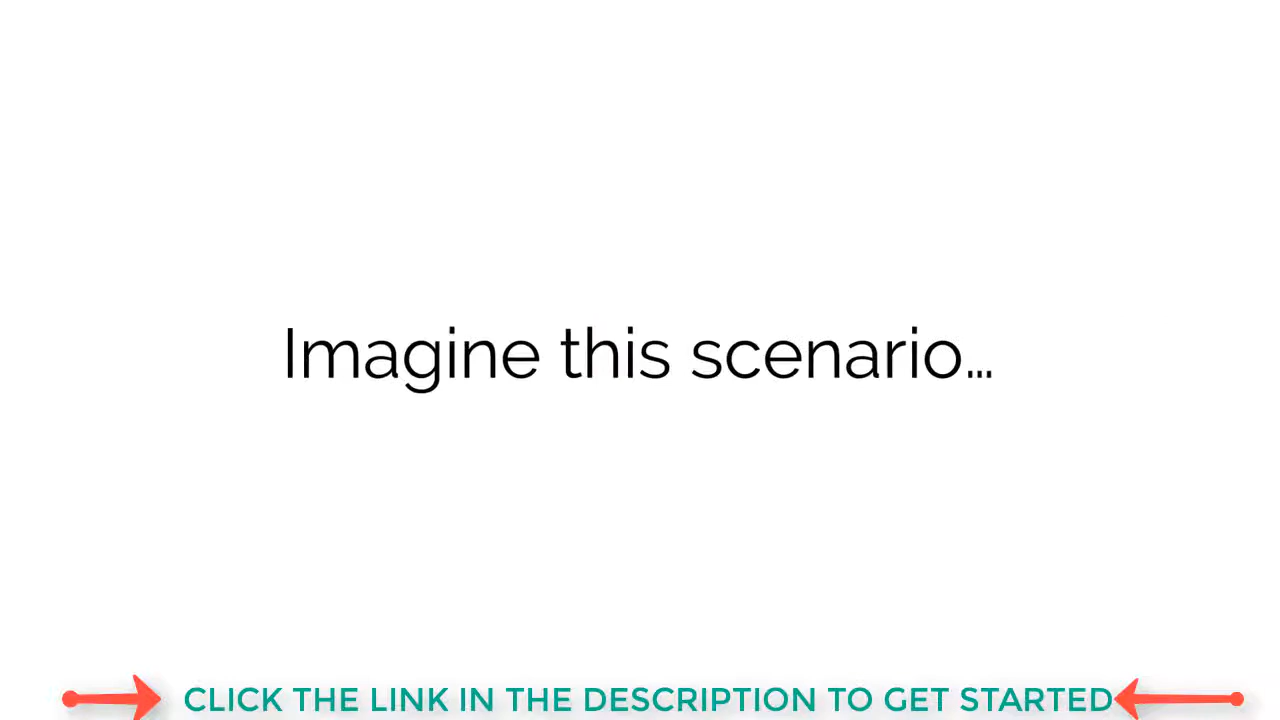 Imagine this scenario...
CLICK THE LINK IN THE DESCRIPTION TO GET STARTED